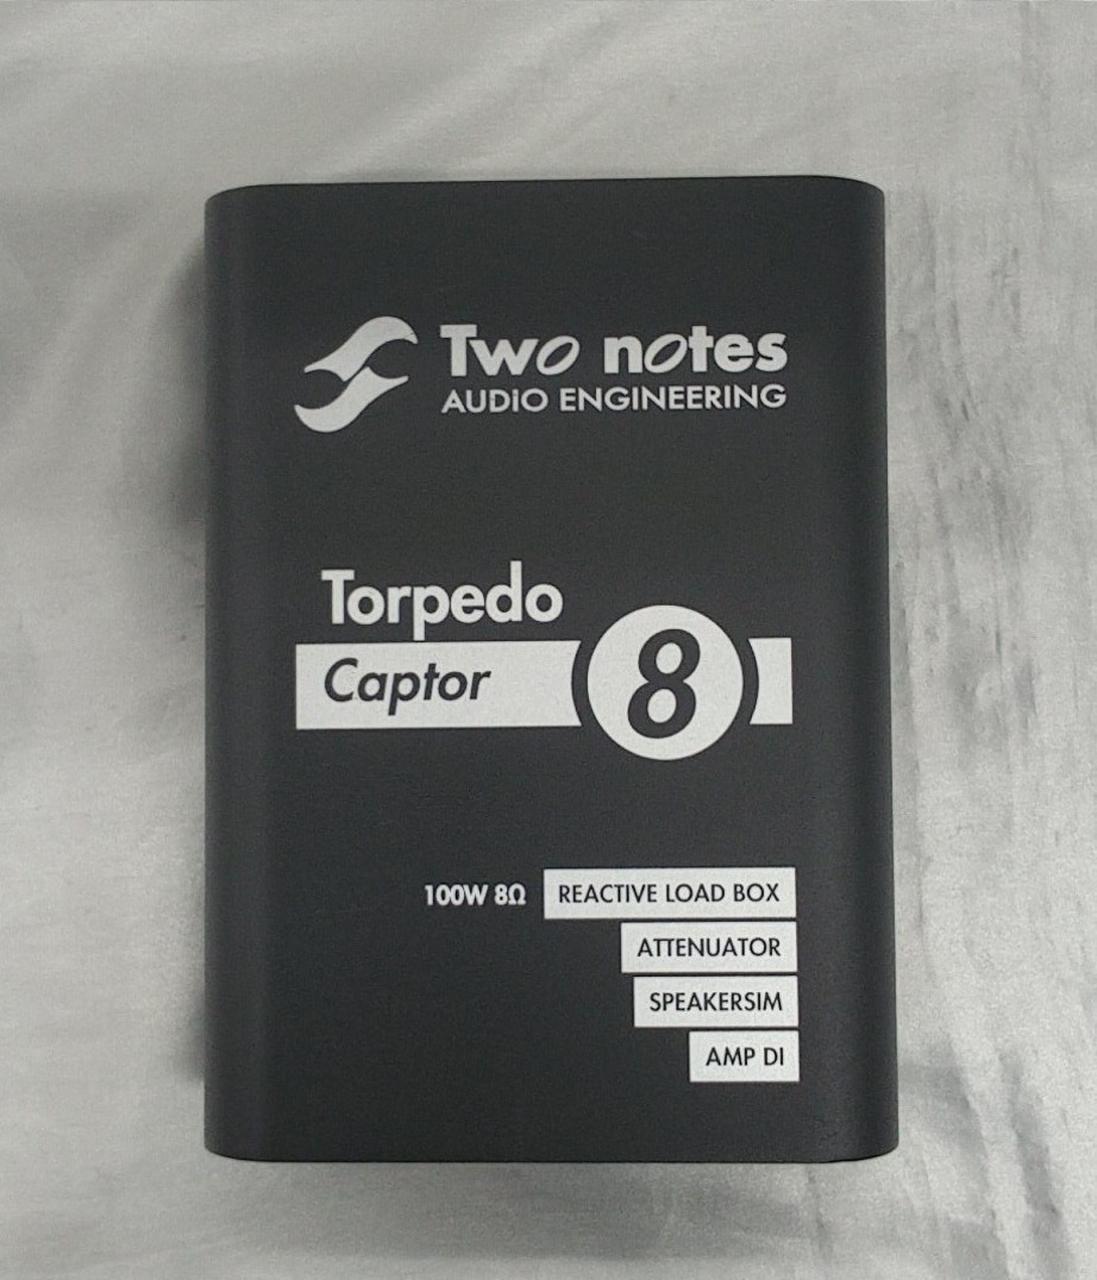 Two notes
AUDIO ENGINEERING
Torpedo
Captor 8
100W 8Ω REACTIVE LOAD BOX
ATTENUATOR
SPEAKERSIM
AMP DI